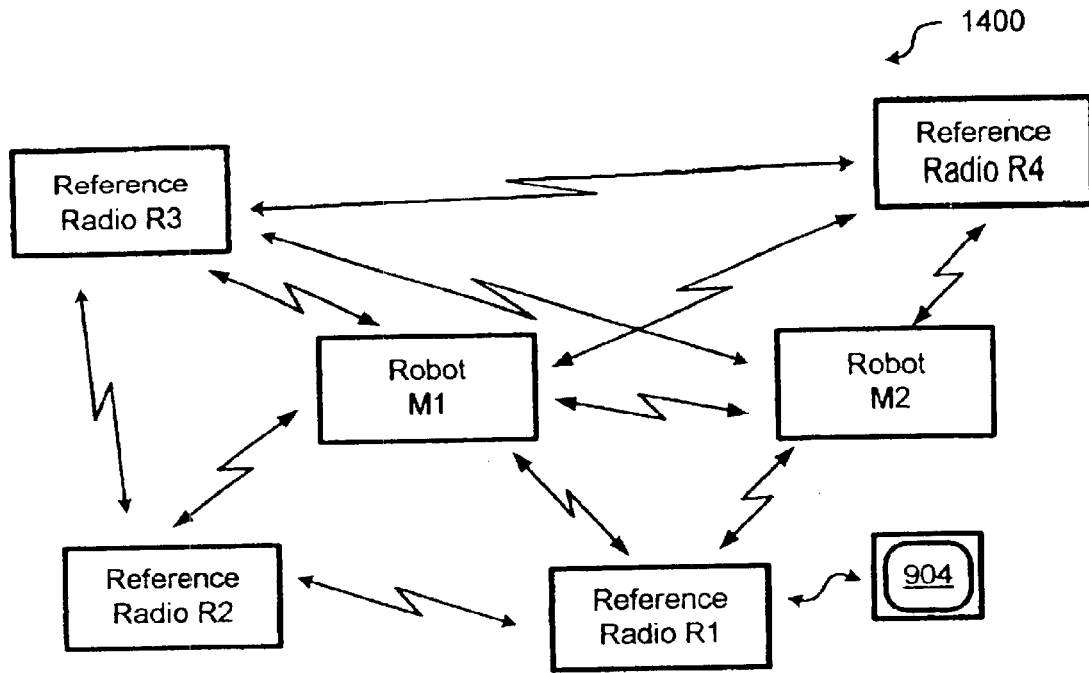 1400
Reference
Radio R4
Reference
Radio R3
Robot
M1
Robot
M2
Reference
Radio R2
Reference
Radio R1
904